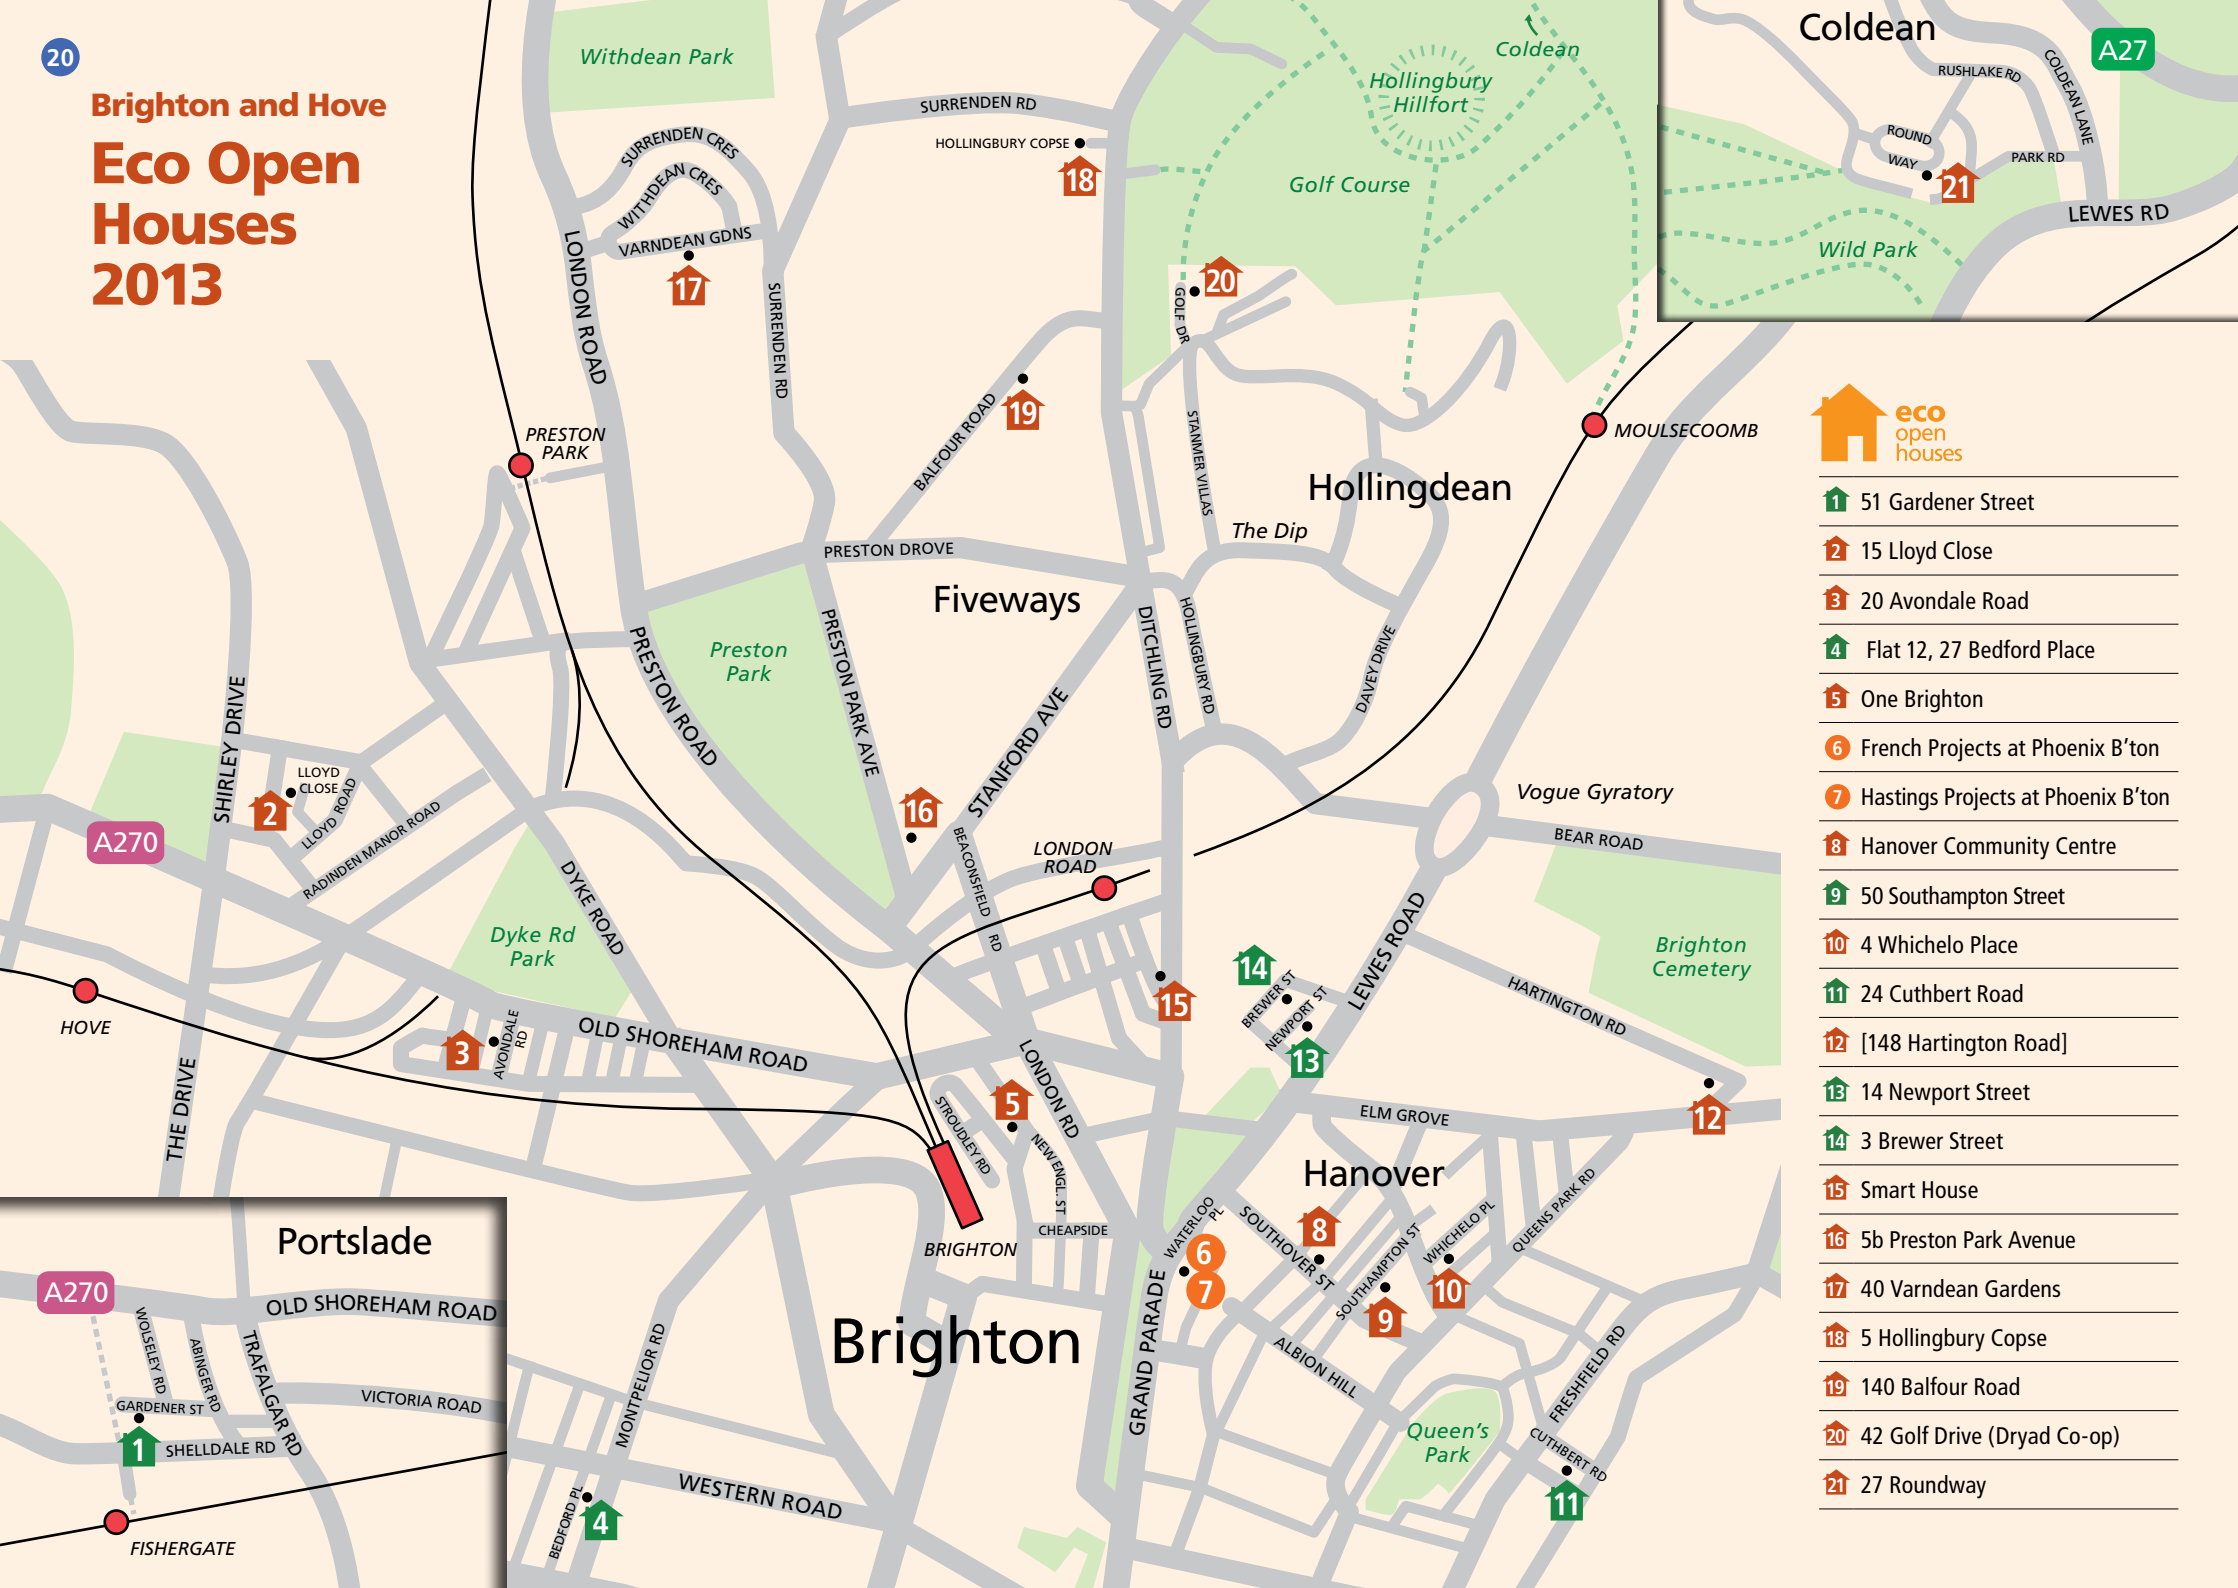 20
Brighton and Hove
Eco Open
Houses
2013
Withdean Park
SURRENDEN CRES
WITHDEAN CRES
VARNDEAN GDNS
17
LONDON ROAD
SURRENDEN RD
SURRENDEN RD
HOLLINGBURY COPSE
18
Coldean
Hollingbury
Hillfort
Golf Course
20
GOLF DR
Coldean
A27
RUSHLAKE RD
COLDEAN LANE
ROUND
WAY
PARK RD
21
LEWES RD
Wild Park
PRESTON
PARK
BALFOUR ROAD
19
STANMER VILLAS
MOULSECOOMB
Hollingdean
The Dip
PRESTON DROVE
Fiveways
DITCHLING RD
HOLLINGBURY RD
DAVEY DRIVE
PRESTON ROAD
Preston
Park
PRESTON PARK AVE
STANFORD AVE
16
BEACONSFIELD RD
LONDON
ROAD
Vogue Gyratory
BEAR ROAD
SHIRLEY DRIVE
LLOYD
CLOSE
2
LLOYD ROAD
RADINDEN MANOR ROAD
A270
DYKE ROAD
Dyke Rd
Park
Brighton
Cemetery
LEWES ROAD
HARTINGTON RD
14
BREWER ST
NEWPORT ST
13
15
HOVE
3
AVONDALE
RD
OLD SHOREHAM ROAD
THE DRIVE
LONDON RD
5
STROUDLEY RD
NEW ENGL. ST
CHEAPSIDE
BRIGHTON
ELM GROVE
12
Hanover
WATERLOO
PL
6
7
SOUTHOVER ST
8
SOUTHAMPTON ST
9
WHICHELO PL
10
QUEENS PARK RD
GRAND PARADE
ALBION HILL
Brighton
Queen's
Park
FRESHFIELD RD
CUTHBERT RD
11
MONTPELIOR RD
WESTERN ROAD
BEDFORD PL
4
Portslade
A270
OLD SHOREHAM ROAD
WOLSELEY RD
ABINGER RD
TRAFALGAR RD
VICTORIA ROAD
GARDENER ST
1
SHELLDALE RD
FISHERGATE
eco
open
houses
1 51 Gardener Street
2 15 Lloyd Close
3 20 Avondale Road
4 Flat 12, 27 Bedford Place
5 One Brighton
6 French Projects at Phoenix B'ton
7 Hastings Projects at Phoenix B'ton
8 Hanover Community Centre
9 50 Southampton Street
10 4 Whichelo Place
11 24 Cuthbert Road
12 [148 Hartington Road]
13 14 Newport Street
14 3 Brewer Street
15 Smart House
16 5b Preston Park Avenue
17 40 Varndean Gardens
18 5 Hollingbury Copse
19 140 Balfour Road
20 42 Golf Drive (Dryad Co-op)
21 27 Roundway